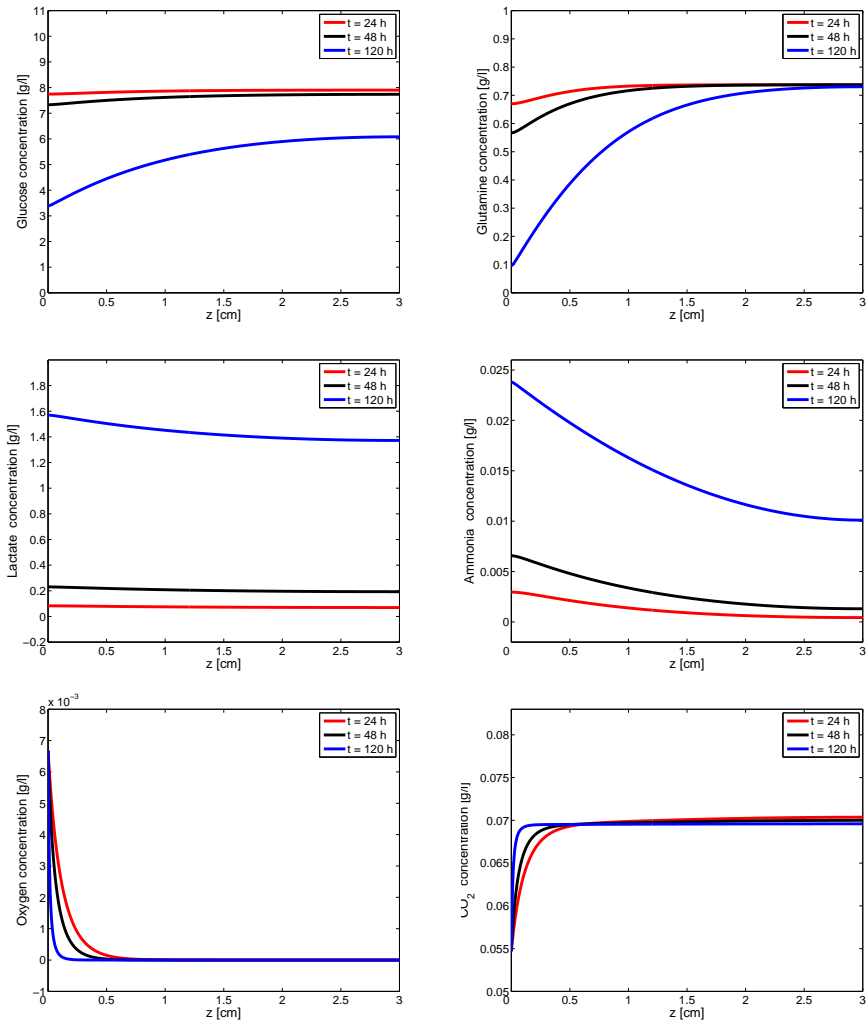 11
10
9
8
7
6
5
4
3
2
1
0
0 0.5 1 1.5 2 2.5 3
z [cm]
Glucose concentration [g/l]
t = 24 h
t = 48 h
t = 120 h
1
0.9
0.8
0.7
0.6
0.5
0.4
0.3
0.2
0.1
0
0 0.5 1 1.5 2 2.5 3
z [cm]
Glutamine concentration [g/l]
t = 24 h
t = 48 h
t = 120 h
1.8
1.6
1.4
1.2
1
0.8
0.6
0.4
0.2
0
−0.2
0 0.5 1 1.5 2 2.5 3
z [cm]
Lactate concentration [g/l]
t = 24 h
t = 48 h
t = 120 h
0.025
0.02
0.015
0.01
0.005
0
0 0.5 1 1.5 2 2.5 3
z [cm]
Ammonia concentration [g/l]
t = 24 h
t = 48 h
t = 120 h
x 10⁻³
8
7
6
5
4
3
2
1
0
−1
0 0.5 1 1.5 2 2.5 3
z [cm]
Oxygen concentration [g/l]
t = 24 h
t = 48 h
t = 120 h
0.08
0.075
0.07
0.065
0.06
0.055
0.05
0 0.5 1 1.5 2 2.5 3
z [cm]
CO₂ concentration [g/l]
t = 24 h
t = 48 h
t = 120 h